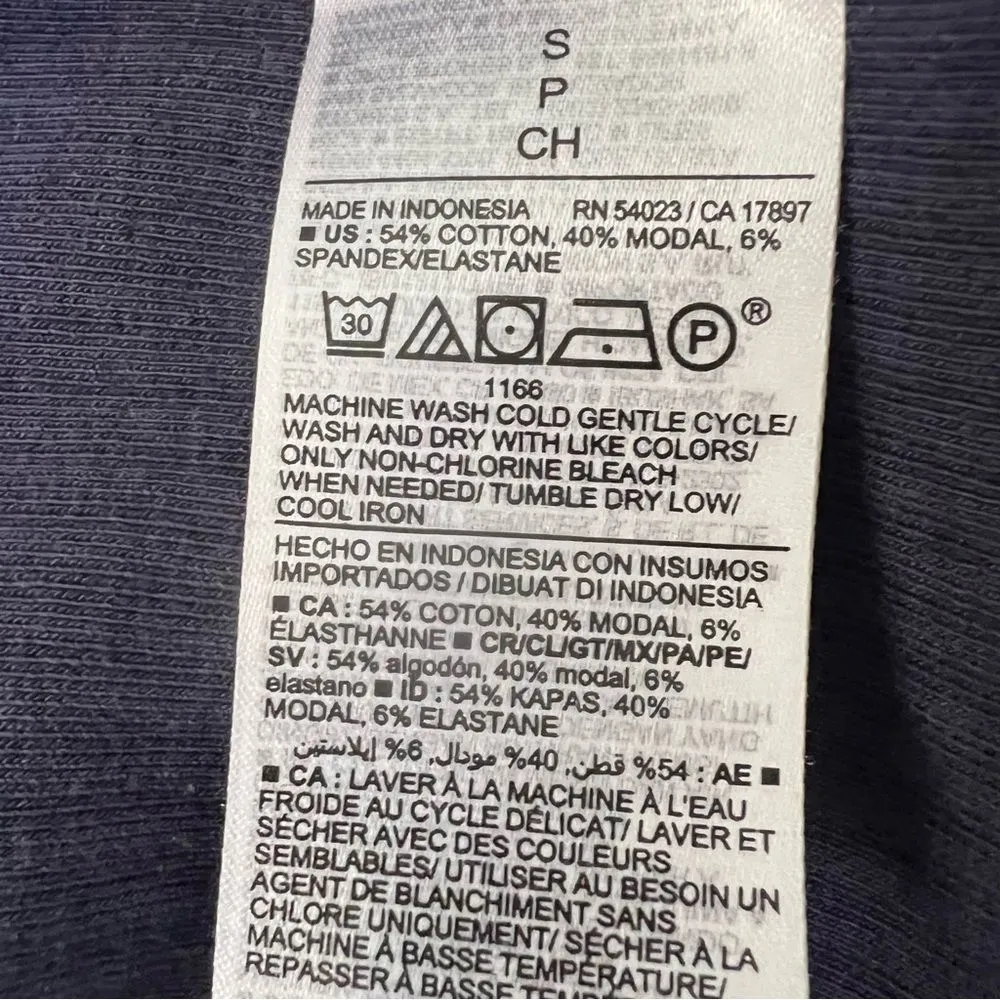 S
P
CH
MADE IN INDONESIA RN 54023 / CA 17897
■ US : 54% COTTON, 40% MODAL, 6%
SPANDEX/ELASTANE
30 P ®
1166
MACHINE WASH COLD GENTLE CYCLE/
WASH AND DRY WITH LIKE COLORS/
ONLY NON-CHLORINE BLEACH
WHEN NEEDED/ TUMBLE DRY LOW/
COOL IRON
HECHO EN INDONESIA CON INSUMOS
IMPORTADOS / DIBUAT DI INDONESIA
■ CA : 54% COTON, 40% MODAL, 6%
ÉLASTHANNE ■ CR/CL/GT/MX/PA/PE/
SV : 54% algodón, 40% modal, 6%
elastano ■ ID : 54% KAPAS, 40%
MODAL, 6% ELASTANE
■ AE : 54% قطن, 40% مودال, 6% إيلاستين
■ CA : LAVER À LA MACHINE À L'EAU
FROIDE AU CYCLE DÉLICAT/ LAVER ET
SÉCHER AVEC DES COULEURS
SEMBLABLES/ UTILISER AU BESOIN UN
AGENT DE BLANCHIMENT SANS
CHLORE UNIQUEMENT/ SÉCHER À LA
MACHINE À BASSE TEMPÉRATURE/
REPASSER À BASSE TEMPÉRATURE/